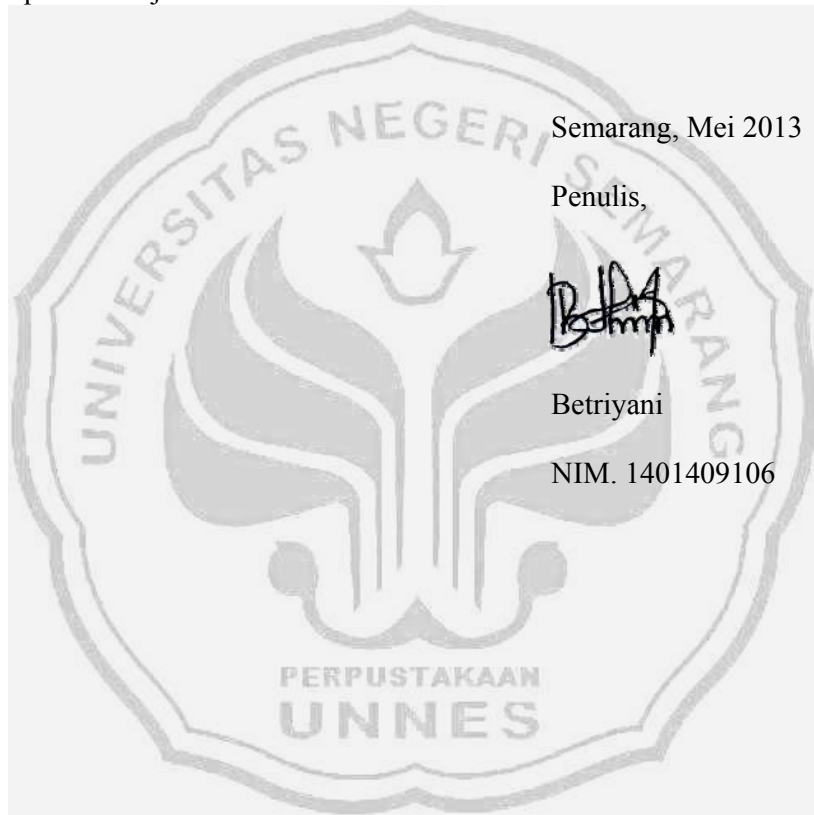 Semarang, Mei 2013
Penulis,
Betriyani
NIM. 1401409106
UNIVERSITAS NEGERI SEMARANG
PERPUSTAKAAN
UNNES